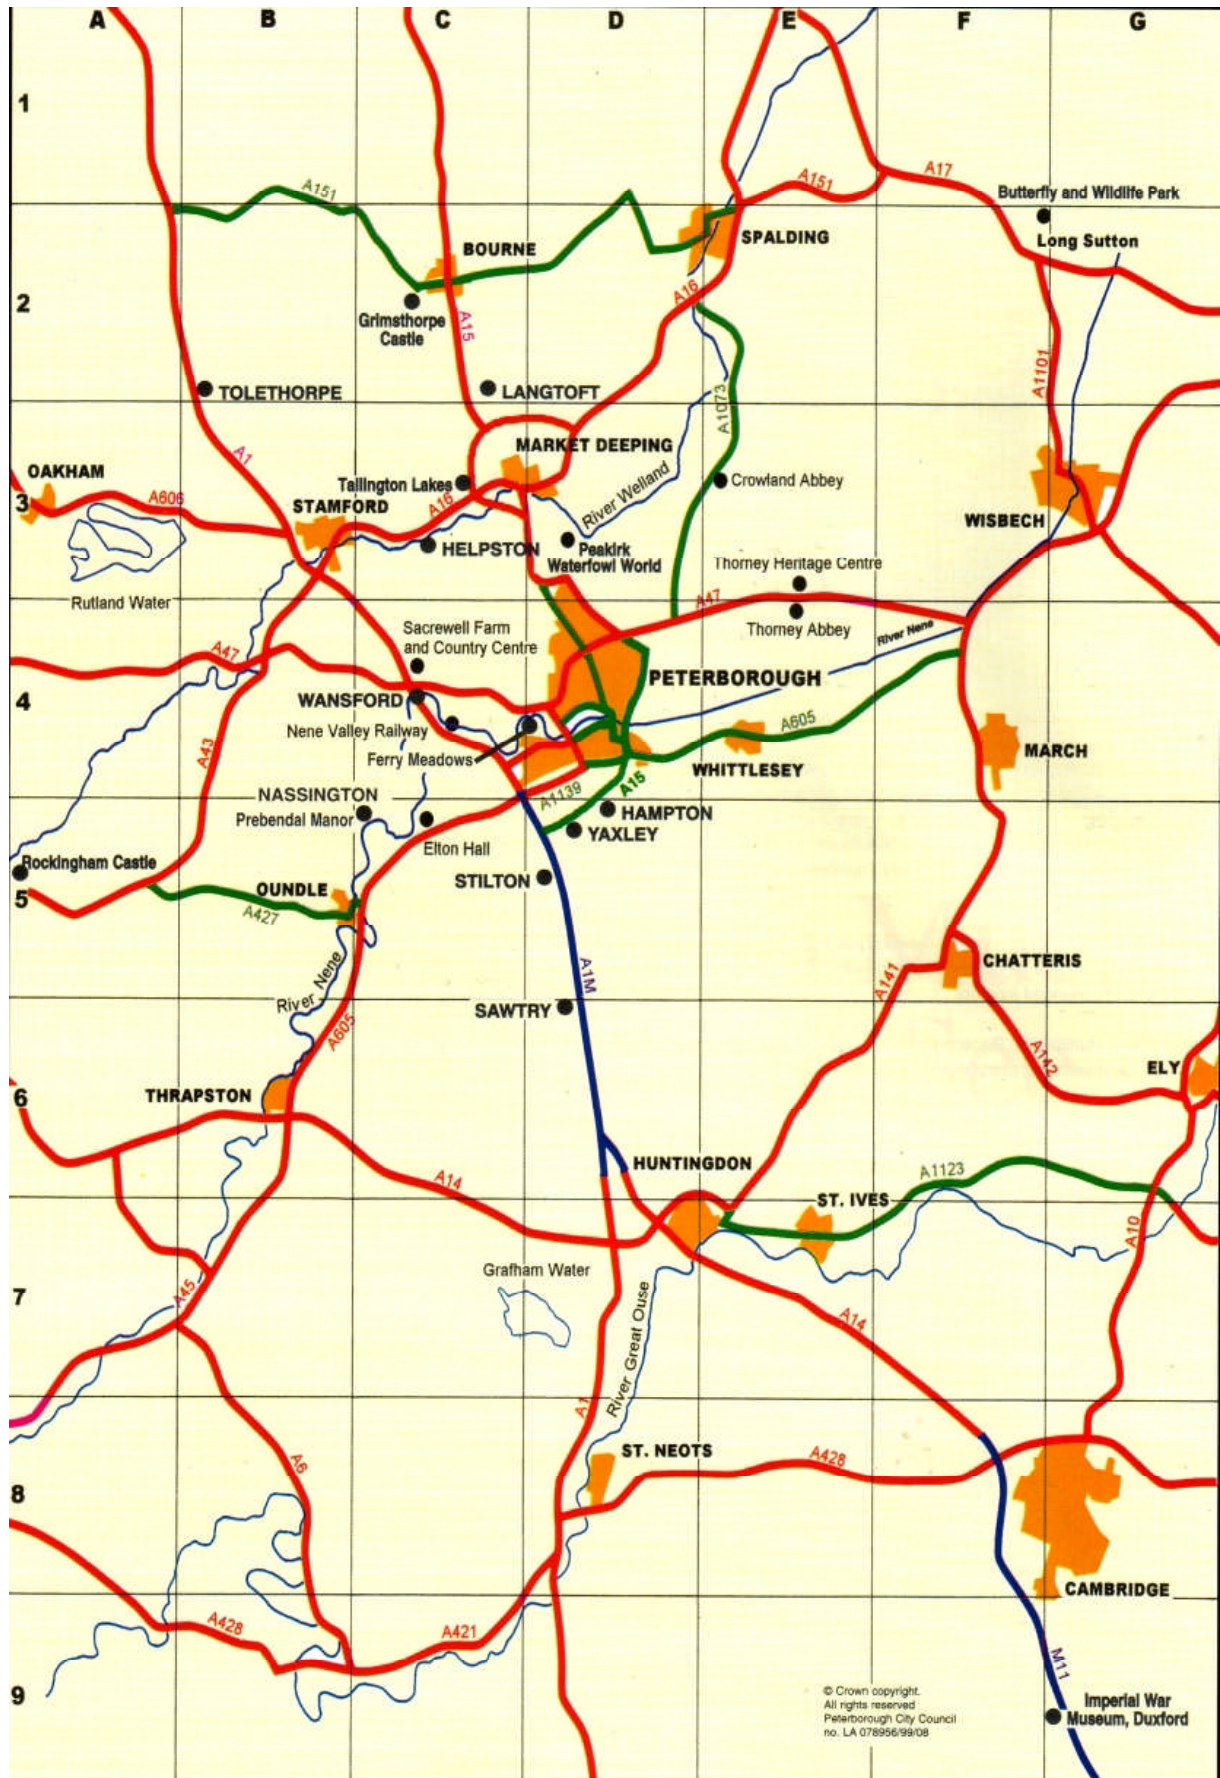 A B C D E F G
1
A151
A151
A17
Butterfly and Wildlife Park
SPALDING
Long Sutton
BOURNE
2
A16
Grimsthorpe
Castle
A15
A1101
TOLETHORPE
LANGTOFT
A1073
MARKET DEEPING
A1
OAKHAM
Tallington Lakes
Crowland Abbey
A606
3
STAMFORD
A16
River Welland
WISBECH
HELPSTON
Peakirk
Waterfowl World
Thorney Heritage Centre
Rutland Water
A47
Thorney Abbey
River Nene
Sacrewell Farm
and Country Centre
A47
PETERBOROUGH
4
WANSFORD
A605
Nene Valley Railway
A43
MARCH
Ferry Meadows
WHITTLESEY
A15
NASSINGTON
A1139
HAMPTON
Prebendal Manor
YAXLEY
Elton Hall
Rockingham Castle
STILTON
OUNDLE
5
A427
CHATTERIS
River Nene
A1M
A141
SAWTRY
A605
A142
ELY
THRAPSTON
6
HUNTINGDON
A14
A1123
ST. IVES
A10
Grafham Water
7
A45
River Great Ouse
A14
A1
ST. NEOTS
A428
A6
8
CAMBRIDGE
A428
A421
M11
9
© Crown copyright.
All rights reserved
Peterborough City Council
no. LA 078956/99/08
Imperial War
Museum, Duxford